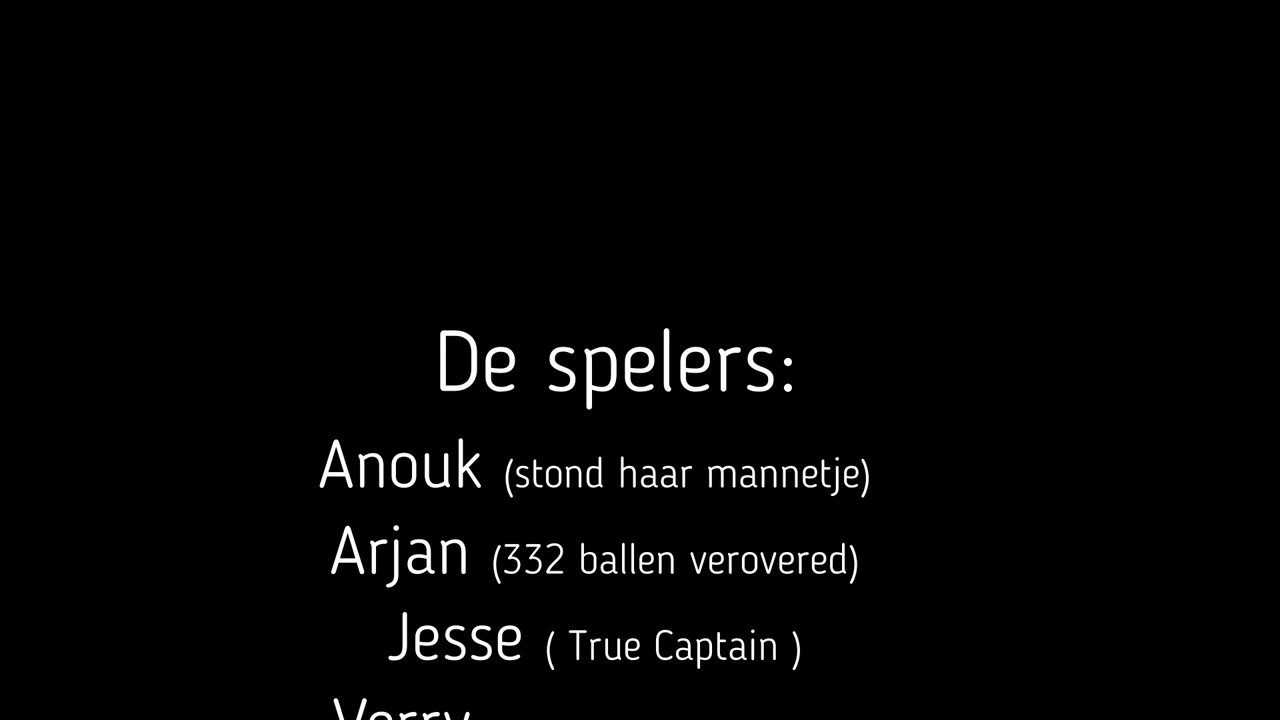 De spelers:
Anouk (stond haar mannetje)
Arjan (332 ballen verovered)
Jesse ( True Captain )